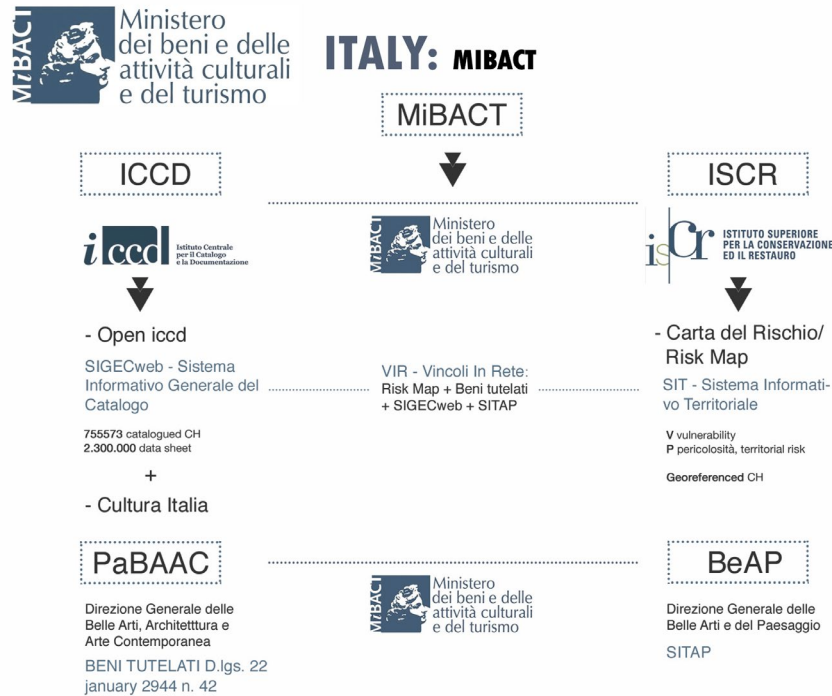 MiBACT
Ministero
dei beni e delle
attività culturali
e del turismo
ITALY: MIBACT
MiBACT
ICCD
iccd
Istituto Centrale
per il Catalogo
e la Documentazione
- Open iccd
SIGECweb - Sistema
Informativo Generale del
Catalogo
755573 catalogued CH
2.300.000 data sheet
+
- Cultura Italia
MiBACT
Ministero
dei beni e delle
attività culturali
e del turismo
VIR - Vincoli In Rete:
Risk Map + Beni tutelati
+ SIGECweb + SITAP
ISCR
isCr
ISTITUTO SUPERIORE
PER LA CONSERVAZIONE
ED IL RESTAURO
- Carta del Rischio/
Risk Map
SIT - Sistema Informati-
vo Territoriale
V vulnerability
P pericolosità, territorial risk
Georeferenced CH
PaBAAC
Direzione Generale delle
Belle Arti, Architetttura e
Arte Contemporanea
BENI TUTELATI D.lgs. 22
january 2944 n. 42
MiBACT
Ministero
dei beni e delle
attività culturali
e del turismo
BeAP
Direzione Generale delle
Belle Arti e del Paesaggio
SITAP